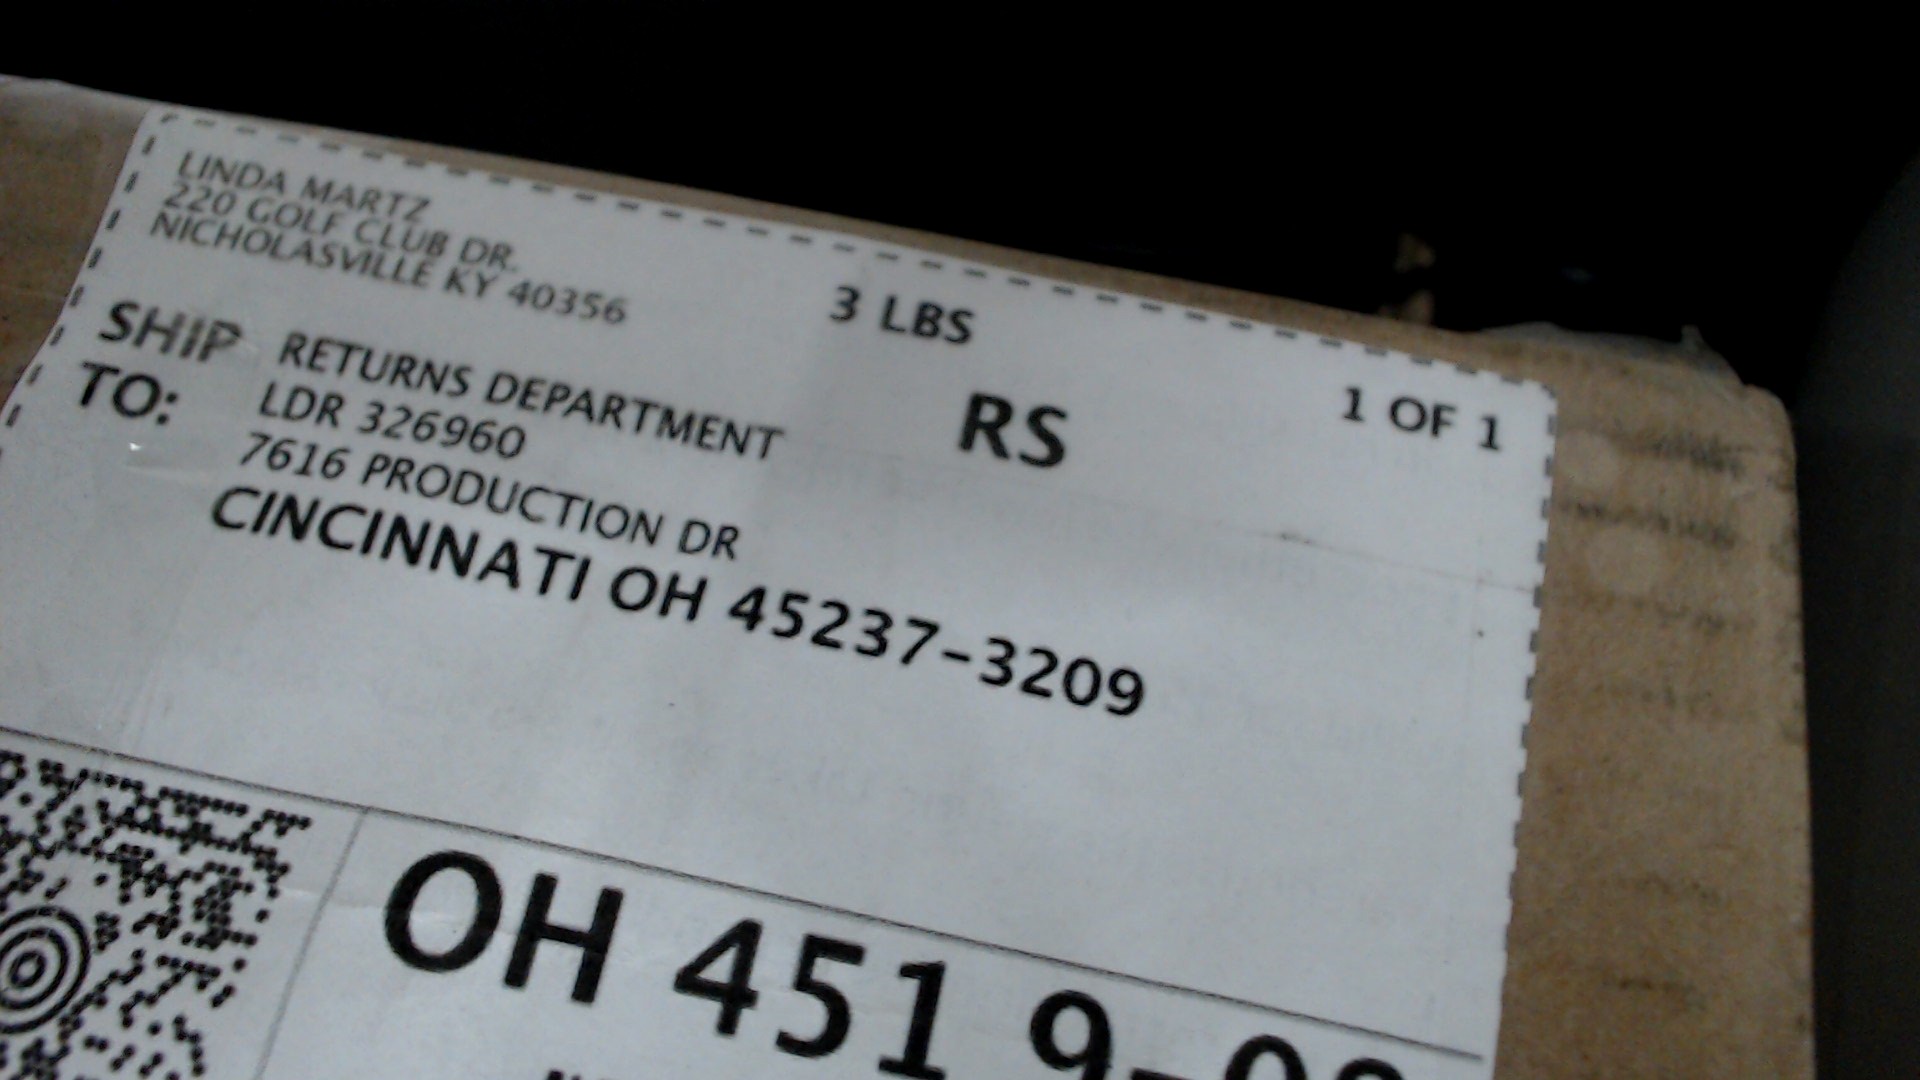 LINDA MARTZ
220 GOLF CLUB DR.
NICHOLASVILLE KY 40356
3 LBS
1 OF 1
SHIP TO:
RETURNS DEPARTMENT
LDR 326960
RS
7616 PRODUCTION DR
CINCINNATI OH 45237-3209
OH 451 9-